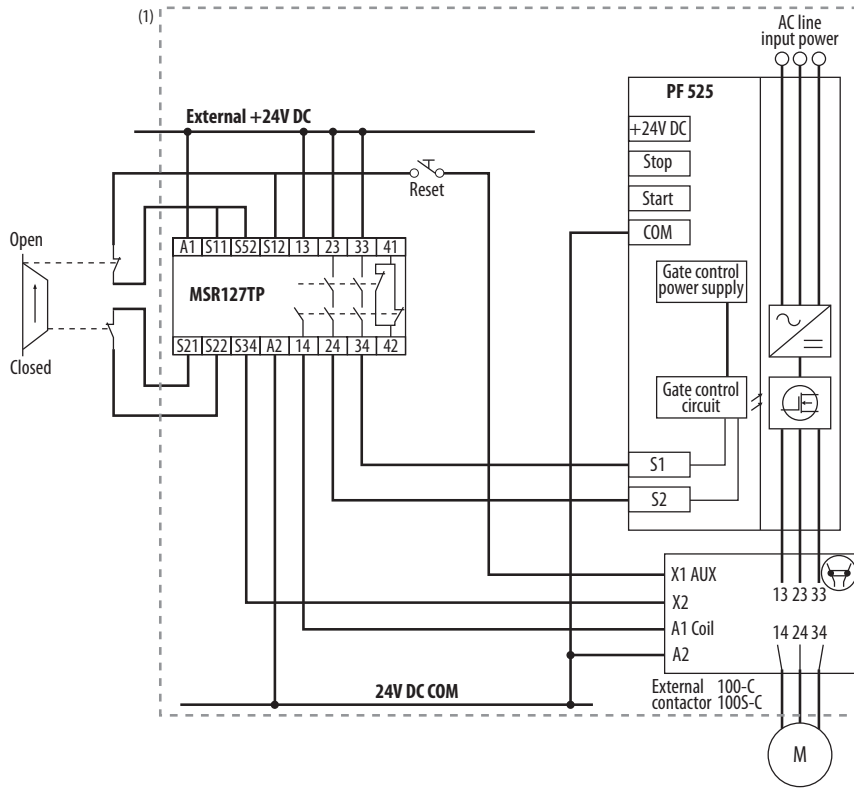 (1)
AC line
input power
PF 525
External +24V DC
+24V DC
Stop
Reset
Start
COM
Open
A1 S11 S52 S12 13 23 33 41
MSR127TP
Gate control
power supply
S21 S22 S34 A2 14 24 34 42
Closed
Gate control
circuit
S1
S2
X1 AUX
13 23 33
X2
A1 Coil
14 24 34
A2
24V DC COM
External 100-C
contactor 100S-C
M